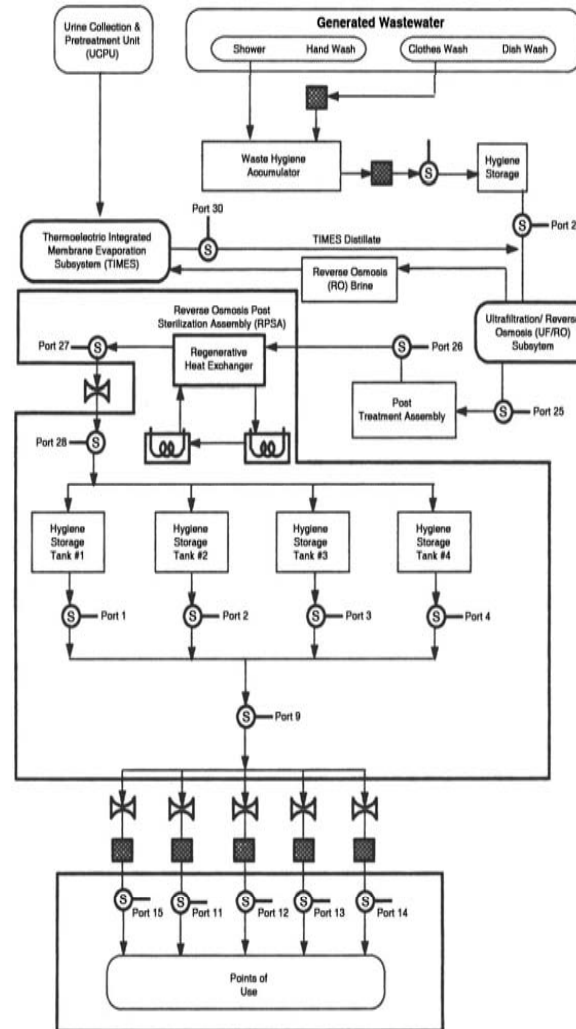 Urine Collection &
Pretreatment Unit
(UCPU)
Generated Wastewater
Shower
Hand Wash
Clothes Wash
Dish Wash
Waste Hygiene
Accumulator
S
Hygiene
Storage
Port 30
S
Port 2
Thermoelectric Integrated
Membrane Evaporation
Subsystem (TIMES)
S
TIMES Distillate
Reverse Osmosis
(RO) Brine
Reverse Osmosis Post
Sterilization Assembly (RPSA)
Ultrafiltration/ Reverse
Osmosis (UF/RO)
Subsytem
Port 27
S
Regenerative
Heat Exchanger
S
Port 26
Post
Treatment Assembly
S
Port 25
Port 28
S
Hygiene
Storage
Tank #1
Hygiene
Storage
Tank #2
Hygiene
Storage
Tank #3
Hygiene
Storage
Tank #4
S
Port 1
S
Port 2
S
Port 3
S
Port 4
S
Port 9
S
Port 15
S
Port 11
S
Port 12
S
Port 13
S
Port 14
Points of
Use